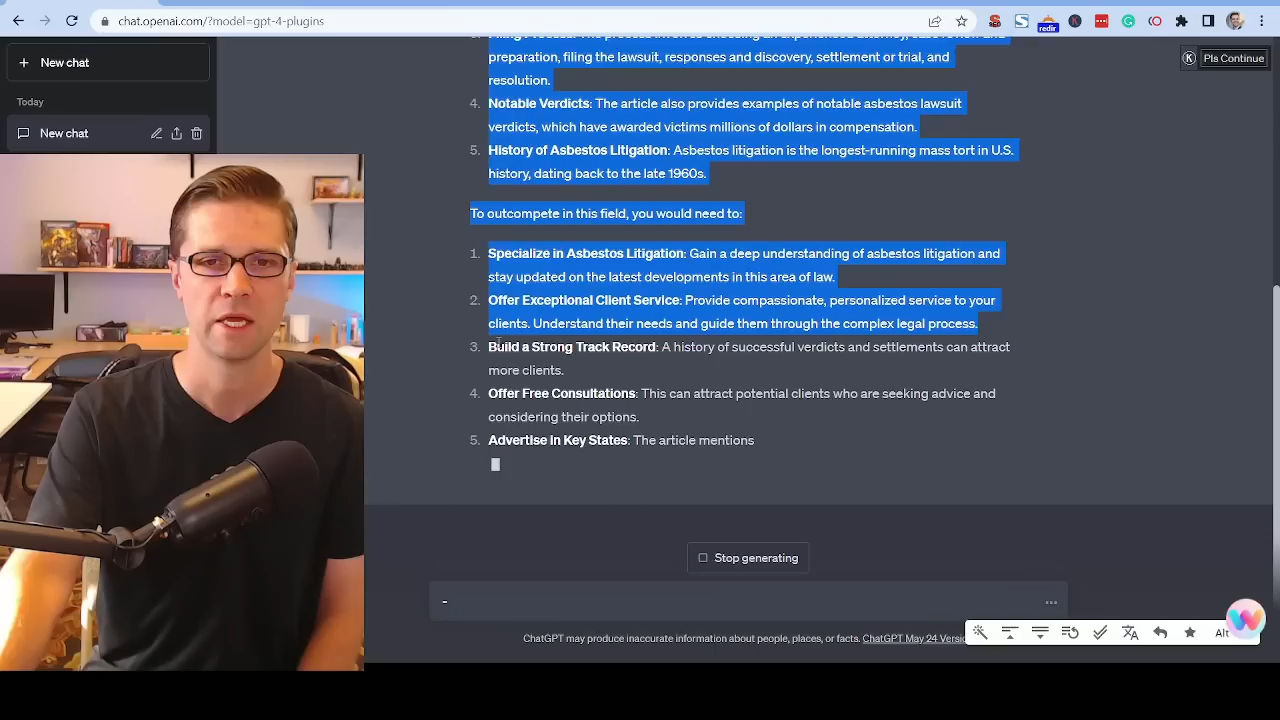 chat.openai.com/?model=gpt-4-plugins
redir
New chat
Pls Continue
K
Today
New chat
preparation, filing the lawsuit, responses and discovery, settlement or trial, and
resolution.
4. Notable Verdicts: The article also provides examples of notable asbestos lawsuit
verdicts, which have awarded victims millions of dollars in compensation.
5. History of Asbestos Litigation: Asbestos litigation is the longest-running mass tort in U.S.
history, dating back to the late 1960s.
To outcompete in this field, you would need to:
1. Specialize in Asbestos Litigation: Gain a deep understanding of asbestos litigation and
stay updated on the latest developments in this area of law.
2. Offer Exceptional Client Service: Provide compassionate, personalized service to your
clients. Understand their needs and guide them through the complex legal process.
3. Build a Strong Track Record: A history of successful verdicts and settlements can attract
more clients.
4. Offer Free Consultations: This can attract potential clients who are seeking advice and
considering their options.
5. Advertise in Key States: The article mentions
Stop generating
-
ChatGPT may produce inaccurate information about people, places, or facts. ChatGPT May 24 Versio
Alt